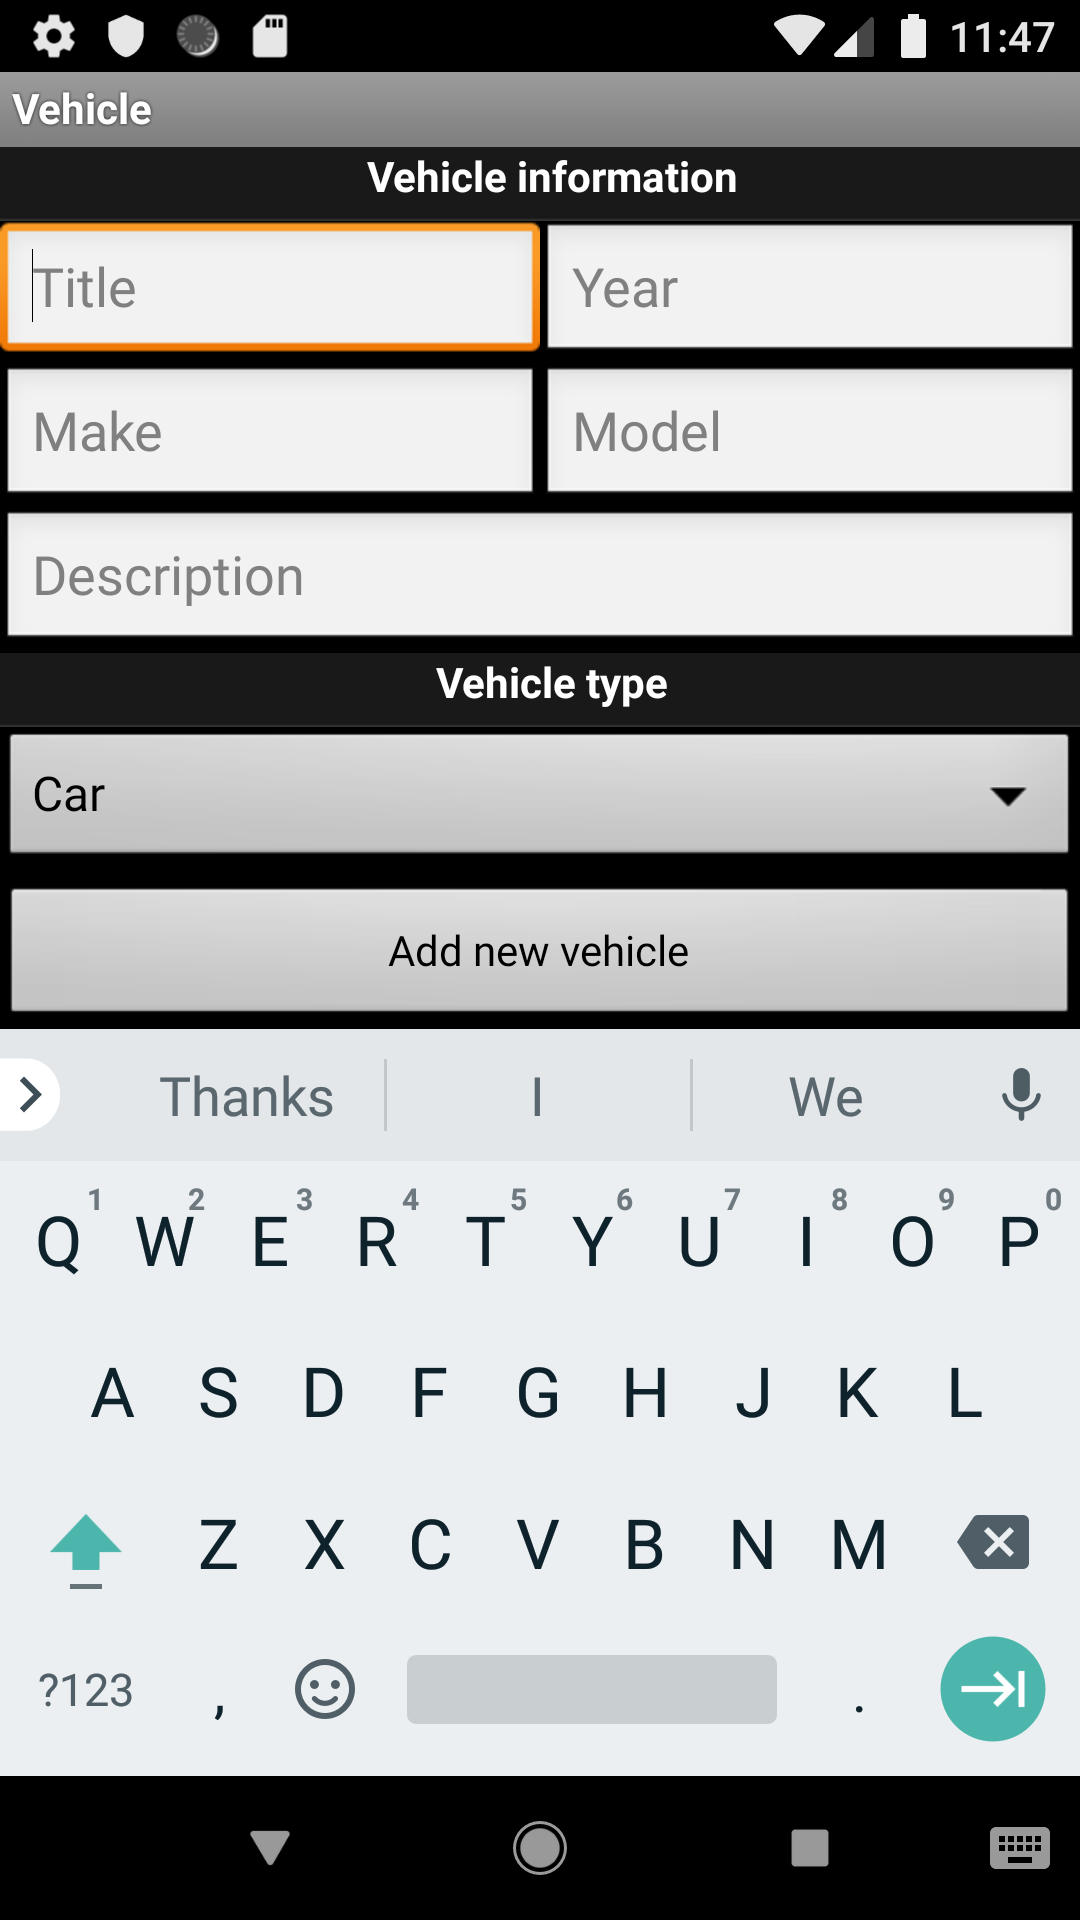 11:47
Vehicle
Vehicle information
Title Year
Make Model
Description
Vehicle type
Car
Add new vehicle
Thanks I We
1 2 3 4 5 6 7 8 9 0
Q W E R T Y U I O P
A S D F G H J K L
Z X C V B N M
?123 , .